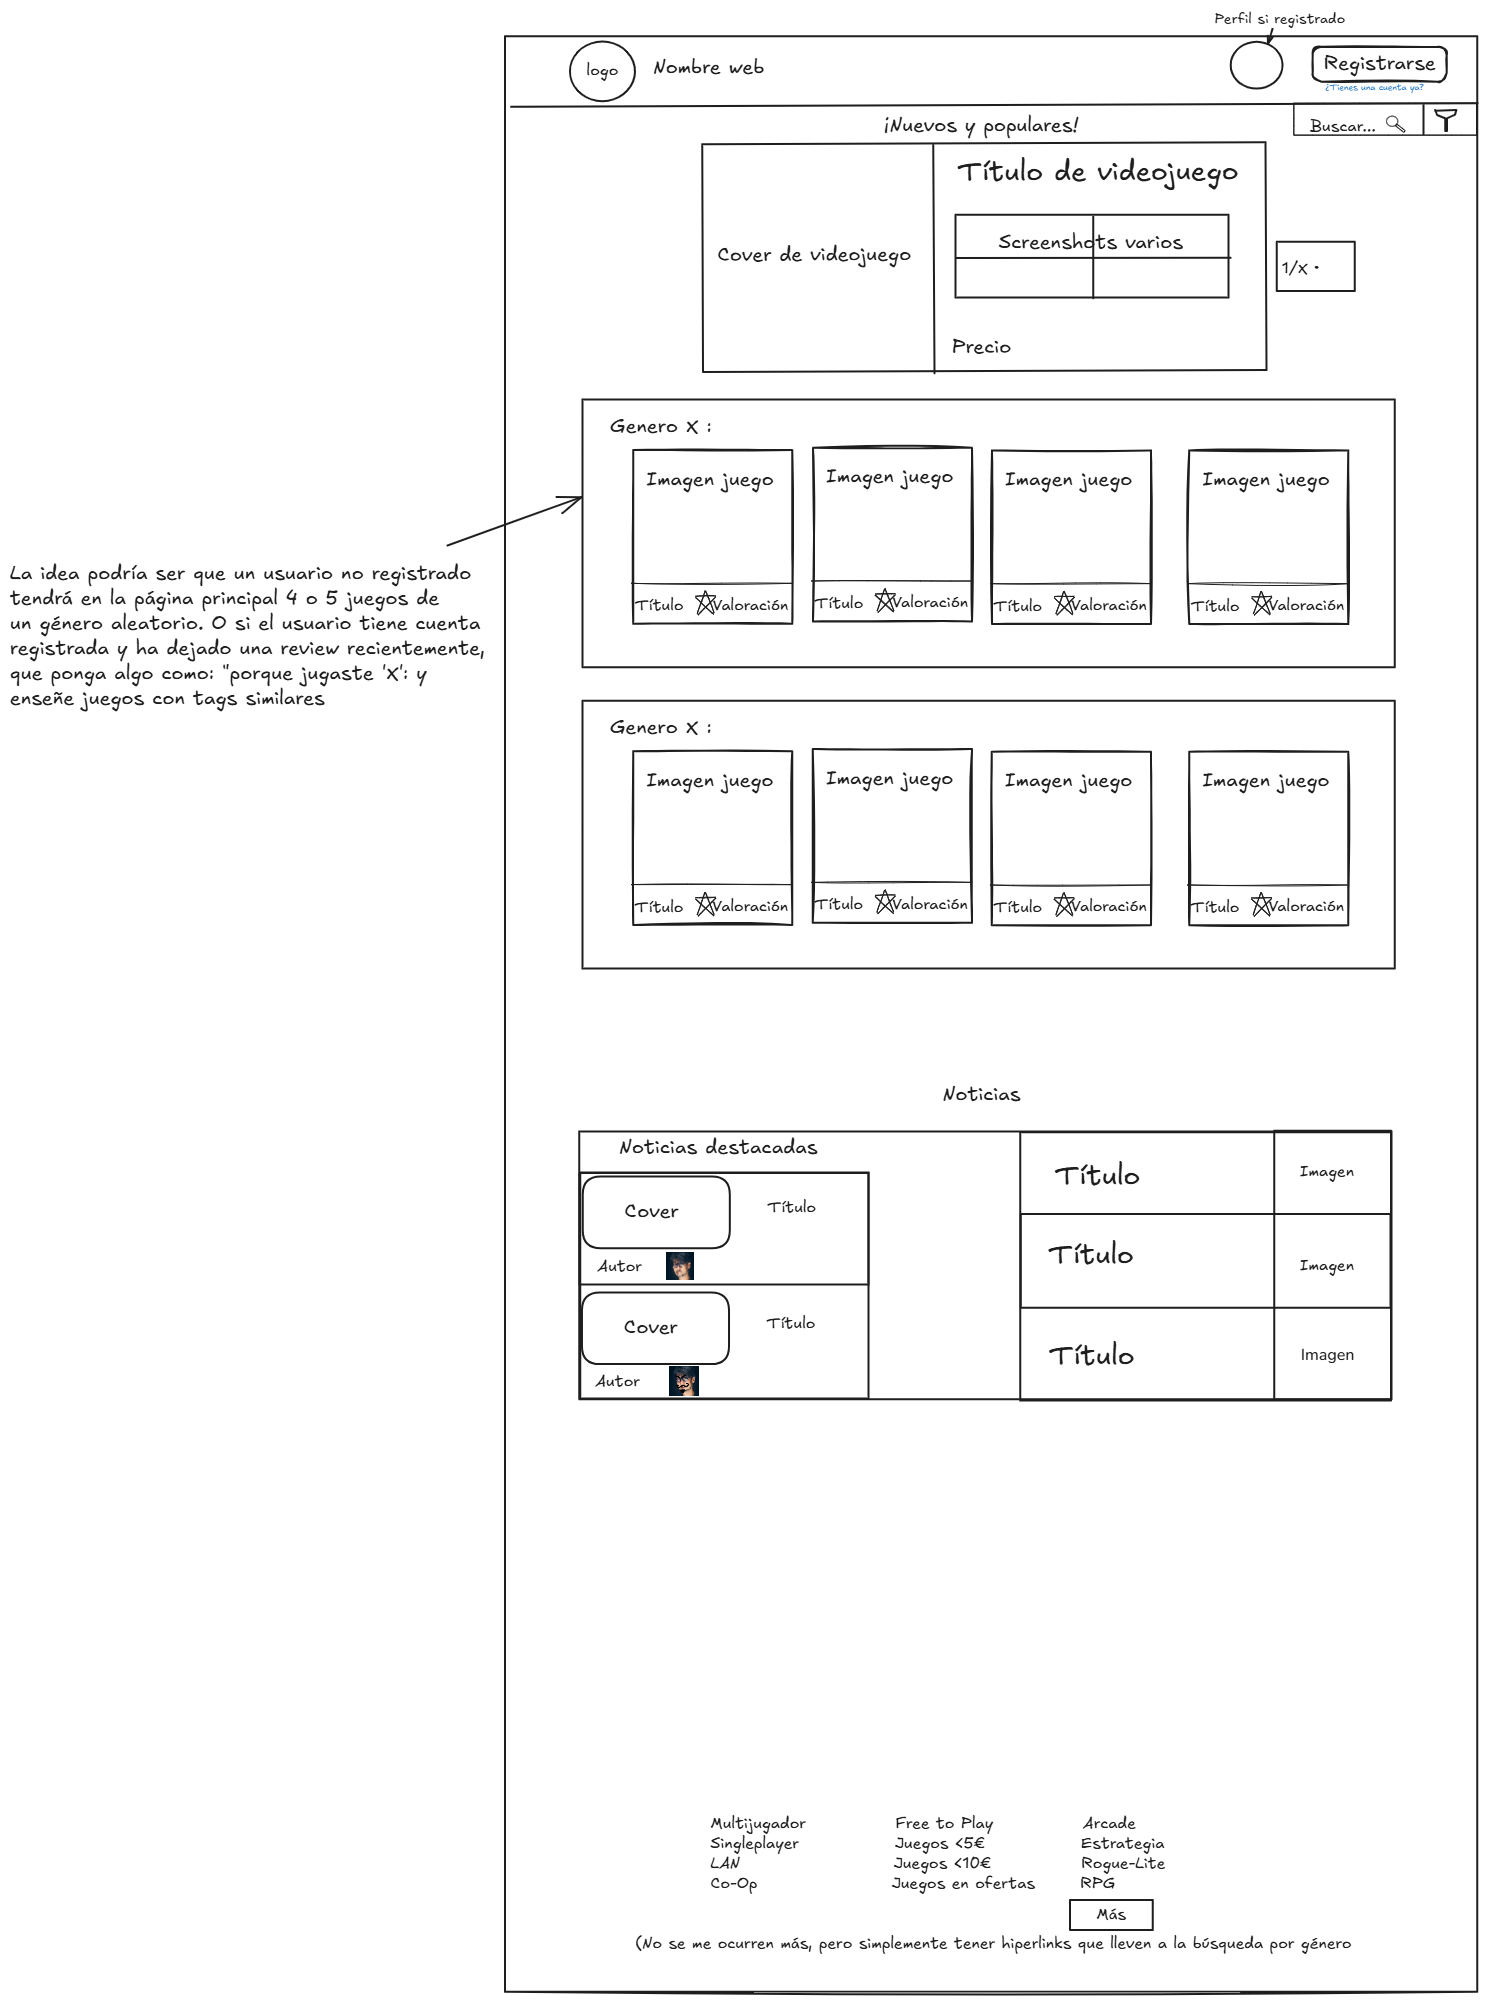 Perfil si registrado
logo
Nombre web
Registrarse
¿Tienes una cuenta ya?
¡Nuevos y populares!
Buscar...
Cover de videojuego
Título de videojuego
Screenshots varios
Precio
1/x •
Genero X :
Imagen juego
Imagen juego
Imagen juego
Imagen juego
Título Valoración
Título Valoración
Título Valoración
Título Valoración
La idea podría ser que un usuario no registrado
tendrá en la página principal 4 o 5 juegos de
un género aleatorio. O si el usuario tiene cuenta
registrada y ha dejado una review recientemente,
que ponga algo como: "porque jugaste 'X': y
enseñe juegos con tags similares
Genero X :
Imagen juego
Imagen juego
Imagen juego
Imagen juego
Título Valoración
Título Valoración
Título Valoración
Título Valoración
Noticias
Noticias destacadas
Cover
Título
Autor
Cover
Título
Autor
Título
Imagen
Título
Imagen
Título
Imagen
Multijugador
Singleplayer
LAN
Co-Op
Free to Play
Juegos <5€
Juegos <10€
Juegos en ofertas
Arcade
Estrategia
Rogue-Lite
RPG
Más
(No se me ocurren más, pero simplemente tener hiperlinks que lleven a la búsqueda por género